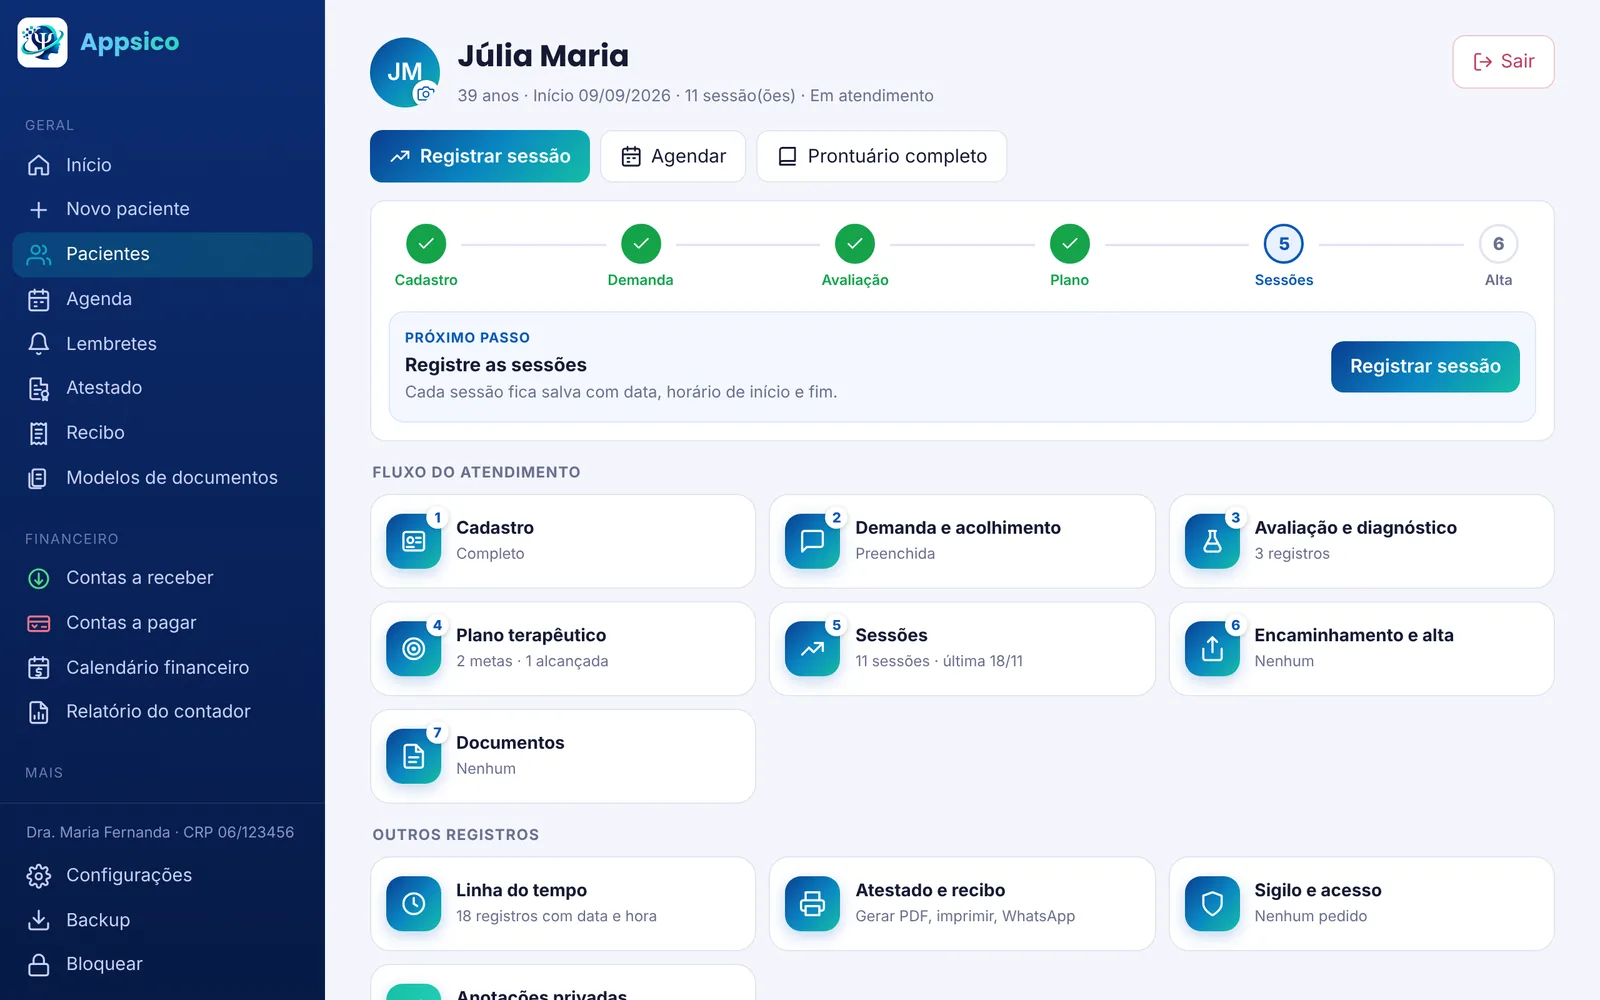 Appsico
GERAL
Início
Novo paciente
Pacientes
Agenda
Lembretes
Atestado
Recibo
Modelos de documentos
FINANCEIRO
Contas a receber
Contas a pagar
Calendário financeiro
Relatório do contador
MAIS
Dra. Maria Fernanda · CRP 06/123456
Configurações
Backup
Bloquear
JM
Júlia Maria
39 anos · Início 09/09/2026 · 11 sessão(ões) · Em atendimento
Sair
Registrar sessão
Agendar
Prontuário completo
Cadastro
Demanda
Avaliação
Plano
5
Sessões
6
Alta
PRÓXIMO PASSO
Registre as sessões
Cada sessão fica salva com data, horário de início e fim.
Registrar sessão
FLUXO DO ATENDIMENTO
1
Cadastro
Completo
2
Demanda e acolhimento
Preenchida
3
Avaliação e diagnóstico
3 registros
4
Plano terapêutico
2 metas · 1 alcançada
5
Sessões
11 sessões · última 18/11
6
Encaminhamento e alta
Nenhum
7
Documentos
Nenhum
OUTROS REGISTROS
Linha do tempo
18 registros com data e hora
Atestado e recibo
Gerar PDF, imprimir, WhatsApp
Sigilo e acesso
Nenhum pedido
Anotações privadas